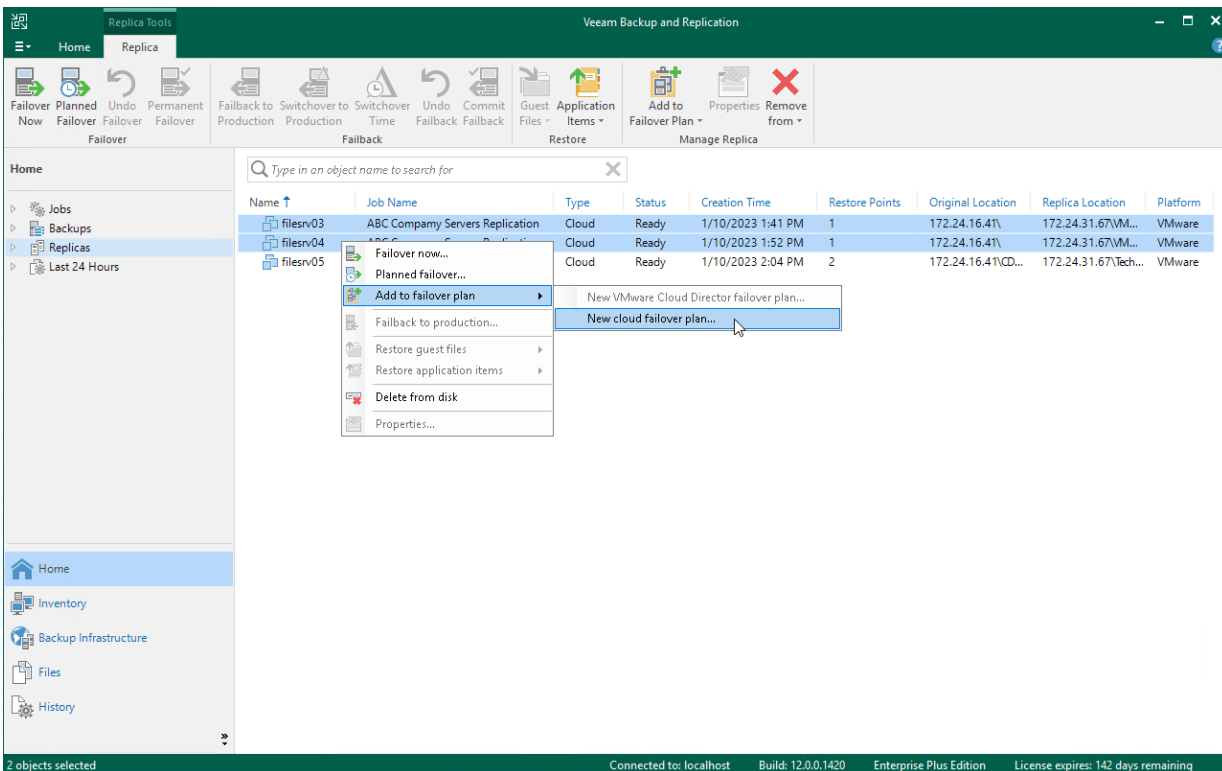 Replica Tools
Veeam Backup and Replication
Home Replica
?
Failover Planned Undo Permanent Failback to Switchover to Switchover Undo Commit Guest Application Add to Properties Remove
Now Failover Failover Failover Production Production Time Failback Failback Files Items Failover Plan from
Failover Failback Restore Manage Replica
Home
Type in an object name to search for
Name Job Name Type Status Creation Time Restore Points Original Location Replica Location Platform
Jobs
Backups
Replicas
Last 24 Hours
filesrv03 ABC Compamy Servers Replication Cloud Ready 1/10/2023 1:41 PM 1 172.24.16.41\ 172.24.31.67\VM... VMware
filesrv04 ABC Compamy Servers Replication Cloud Ready 1/10/2023 1:52 PM 1 172.24.16.41\ 172.24.31.67\VM... VMware
filesrv05 Cloud Ready 1/10/2023 2:04 PM 2 172.24.16.41\CD... 172.24.31.67\Tech... VMware
Failover now...
Planned failover...
Add to failover plan
New VMware Cloud Director failover plan...
New cloud failover plan...
Failback to production...
Restore guest files
Restore application items
Delete from disk
Properties...
Home
Inventory
Backup Infrastructure
Files
History
2 objects selected Connected to: localhost Build: 12.0.0.1420 Enterprise Plus Edition License expires: 142 days remaining